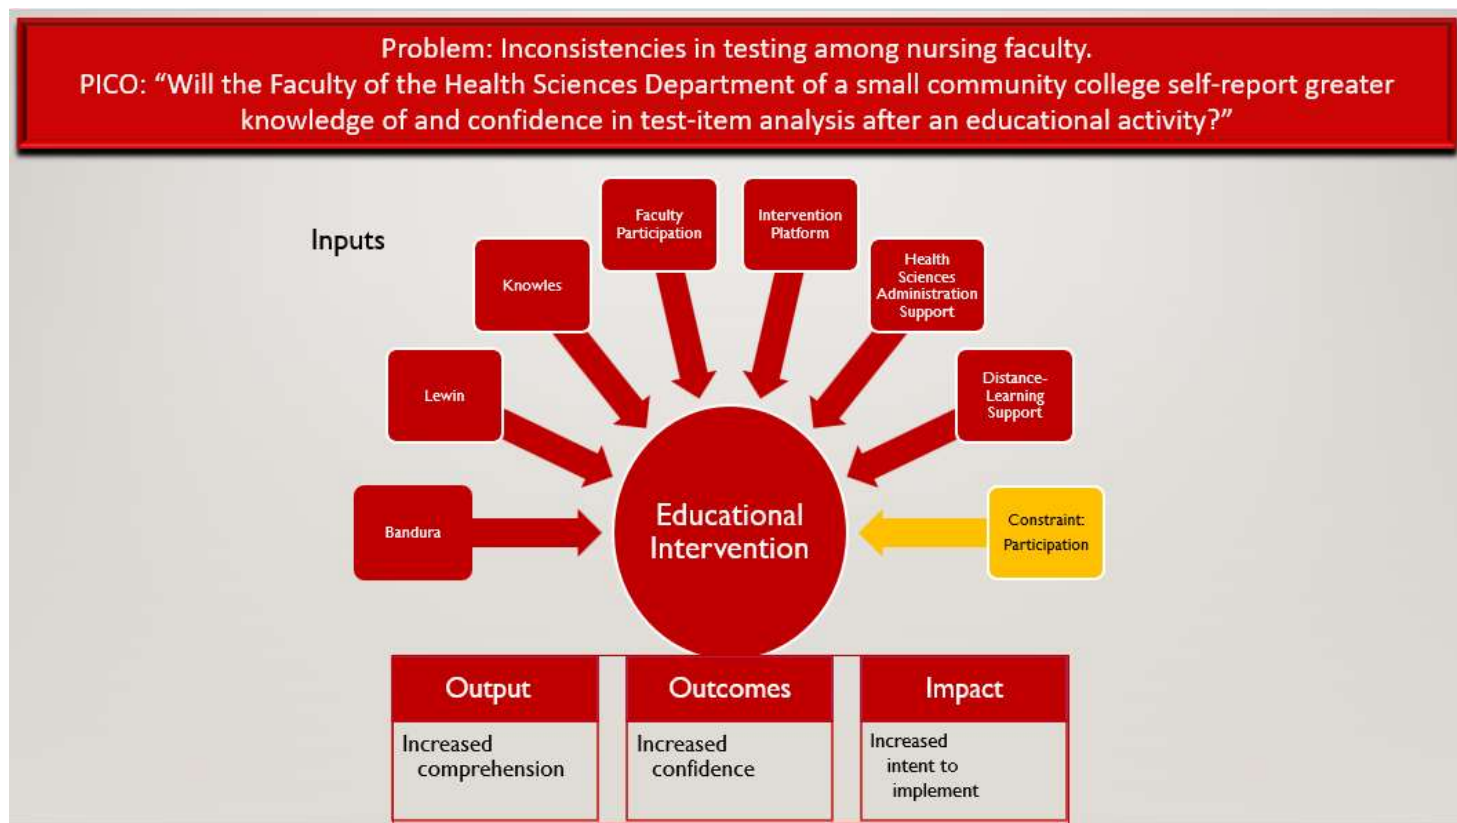 Problem: Inconsistencies in testing among nursing faculty.
PICO: “Will the Faculty of the Health Sciences Department of a small community college self-report greater
knowledge of and confidence in test-item analysis after an educational activity?”
Inputs
Bandura
Lewin
Knowles
Faculty
Participation
Intervention
Platform
Health
Sciences
Administration
Support
Distance-
Learning
Support
Constraint:
Participation
Educational
Intervention
Output
Increased
comprehension
Outcomes
Increased
confidence
Impact
Increased
intent to
implement